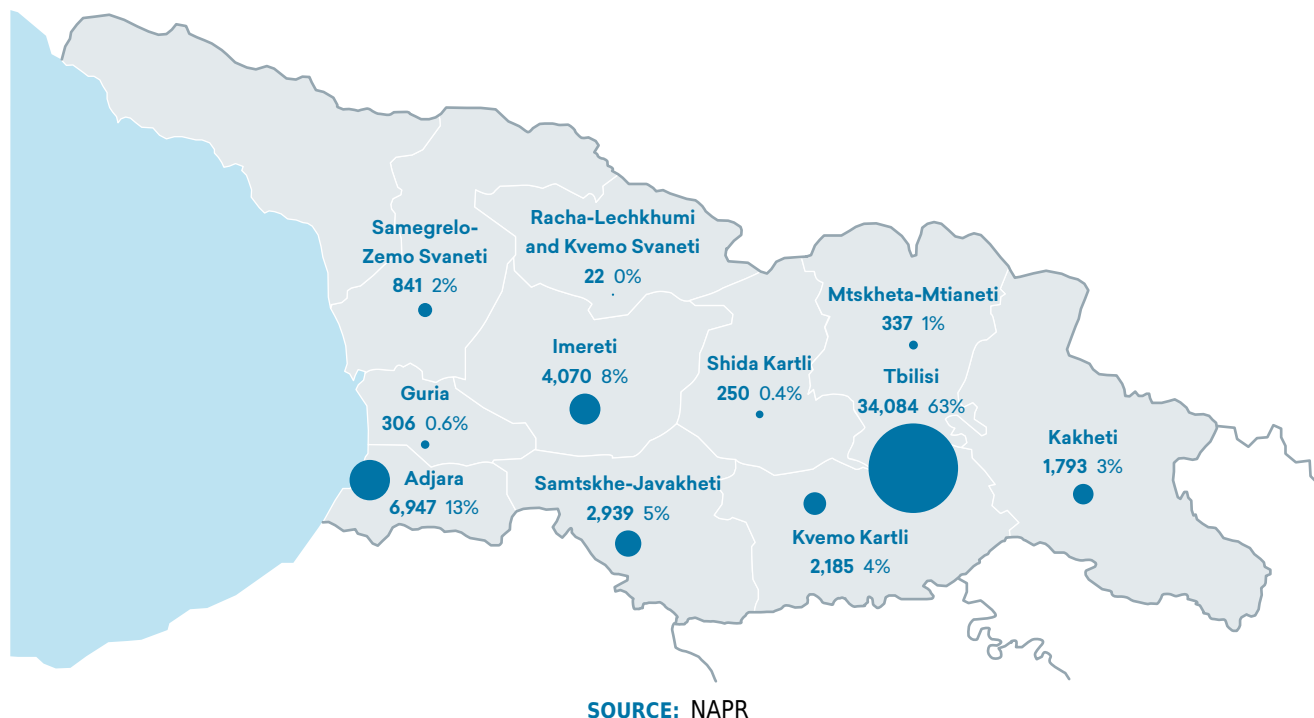 Samegrelo-
Zemo Svaneti
841 2%
Racha-Lechkhumi
and Kvemo Svaneti
22 0%
Mtskheta-Mtianeti
337 1%
Imereti
4,070 8%
Shida Kartli
250 0.4%
Tbilisi
34,084 63%
Guria
306 0.6%
Kakheti
1,793 3%
Adjara
6,947 13%
Samtskhe-Javakheti
2,939 5%
Kvemo Kartli
2,185 4%
SOURCE: NAPR